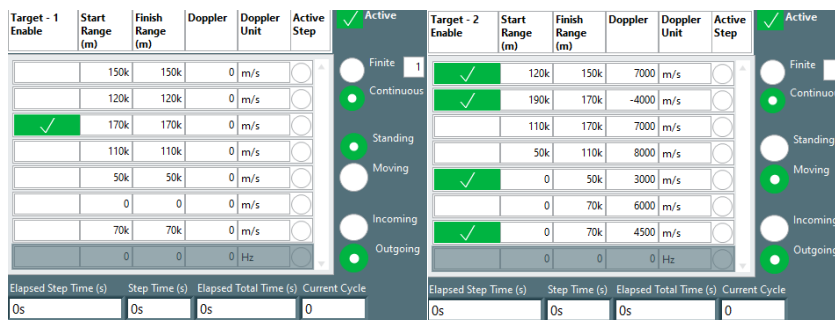 Target - 1 Enable Start Range (m) Finish Range (m) Doppler Doppler Unit Active Step
Active
150k 150k 0 m/s
120k 120k 0 m/s
170k 170k 0 m/s
110k 110k 0 m/s
50k 50k 0 m/s
0 0 0 m/s
70k 70k 0 m/s
0 0 0 Hz
Finite 1
Continuous
Standing
Moving
Incoming
Outgoing
Elapsed Step Time (s) Step Time (s) Elapsed Total Time (s) Current Cycle
0s 0s 0s 0
Target - 2 Enable Start Range (m) Finish Range (m) Doppler Doppler Unit Active Step
Active
120k 150k 7000 m/s
190k 170k -4000 m/s
110k 170k 7000 m/s
50k 110k 8000 m/s
0 50k 3000 m/s
0 70k 6000 m/s
0 70k 4500 m/s
0 0 0 Hz
Finite
Continuou
Standing
Moving
Incoming
Outgoing
Elapsed Step Time (s) Step Time (s) Elapsed Total Time (s) Current Cycle
0s 0s 0s 0